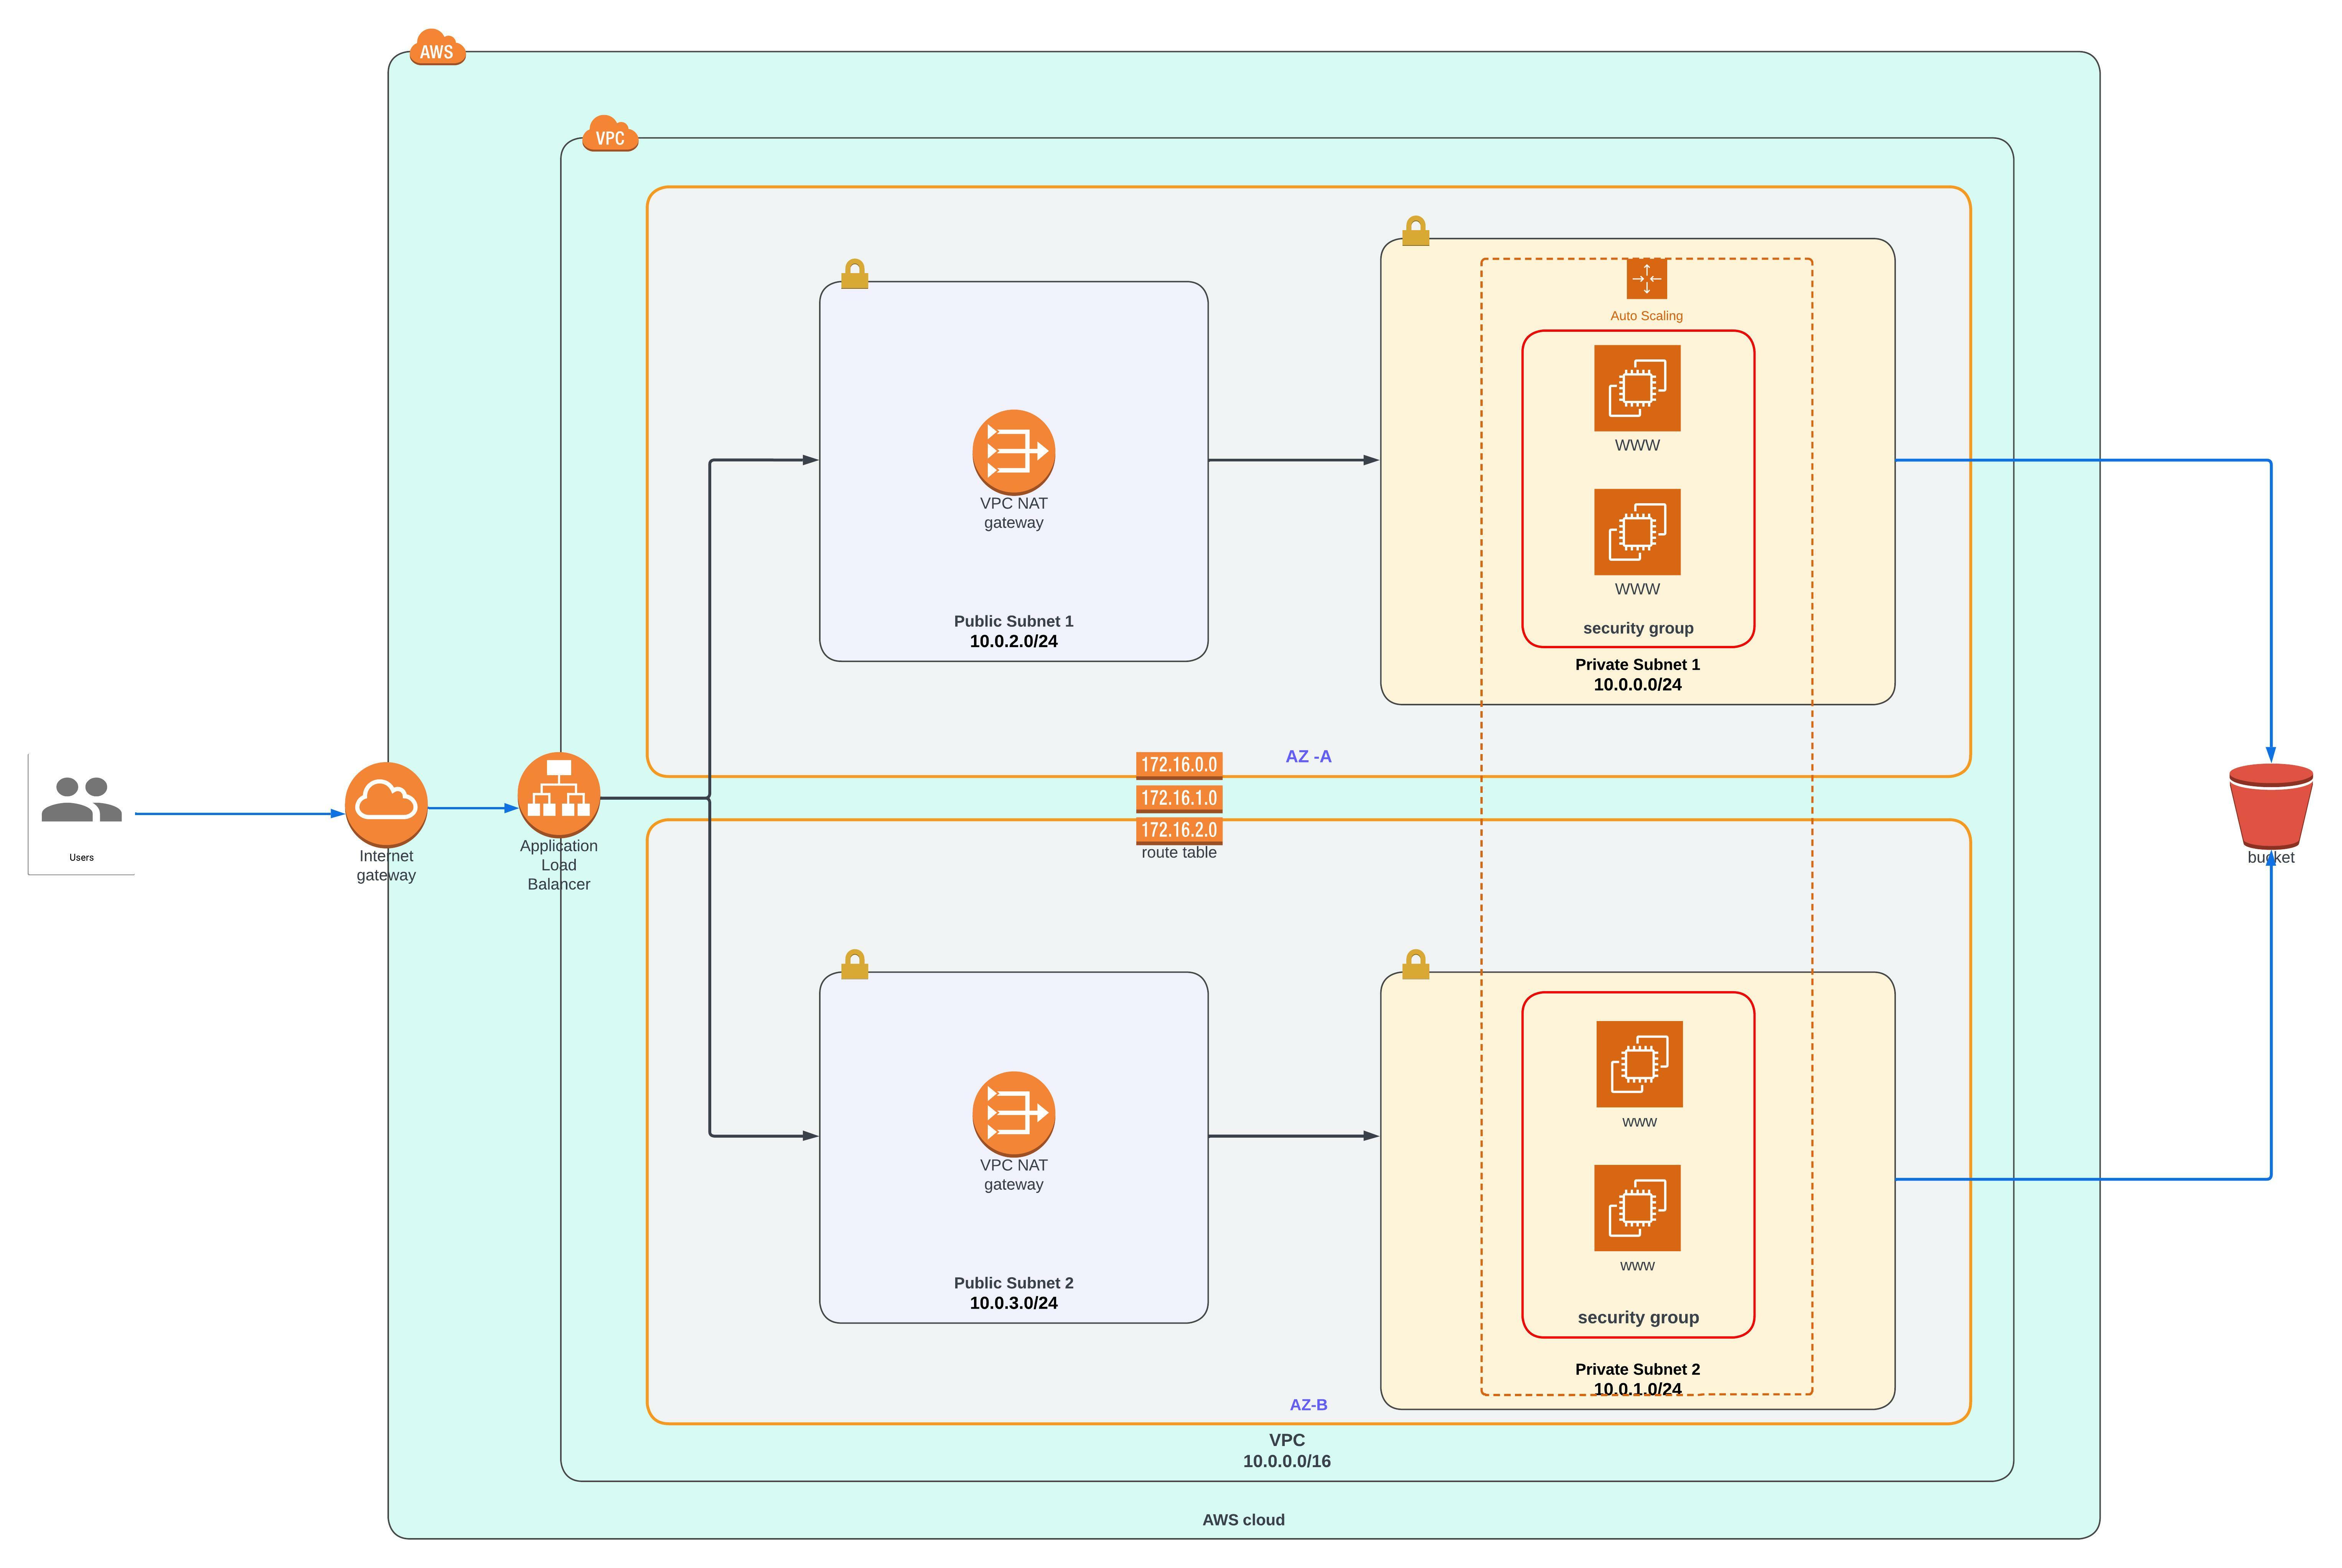 AWS
VPC
Auto Scaling
WWW
VPC NAT
gateway
WWW
Public Subnet 1
10.0.2.0/24
security group
Private Subnet 1
10.0.0.0/24
AZ -A
172.16.0.0
172.16.1.0
172.16.2.0
route table
Users
Internet
gateway
Application
Load
Balancer
bucket
www
VPC NAT
gateway
www
Public Subnet 2
10.0.3.0/24
security group
Private Subnet 2
10.0.1.0/24
AZ-B
VPC
10.0.0.0/16
AWS cloud